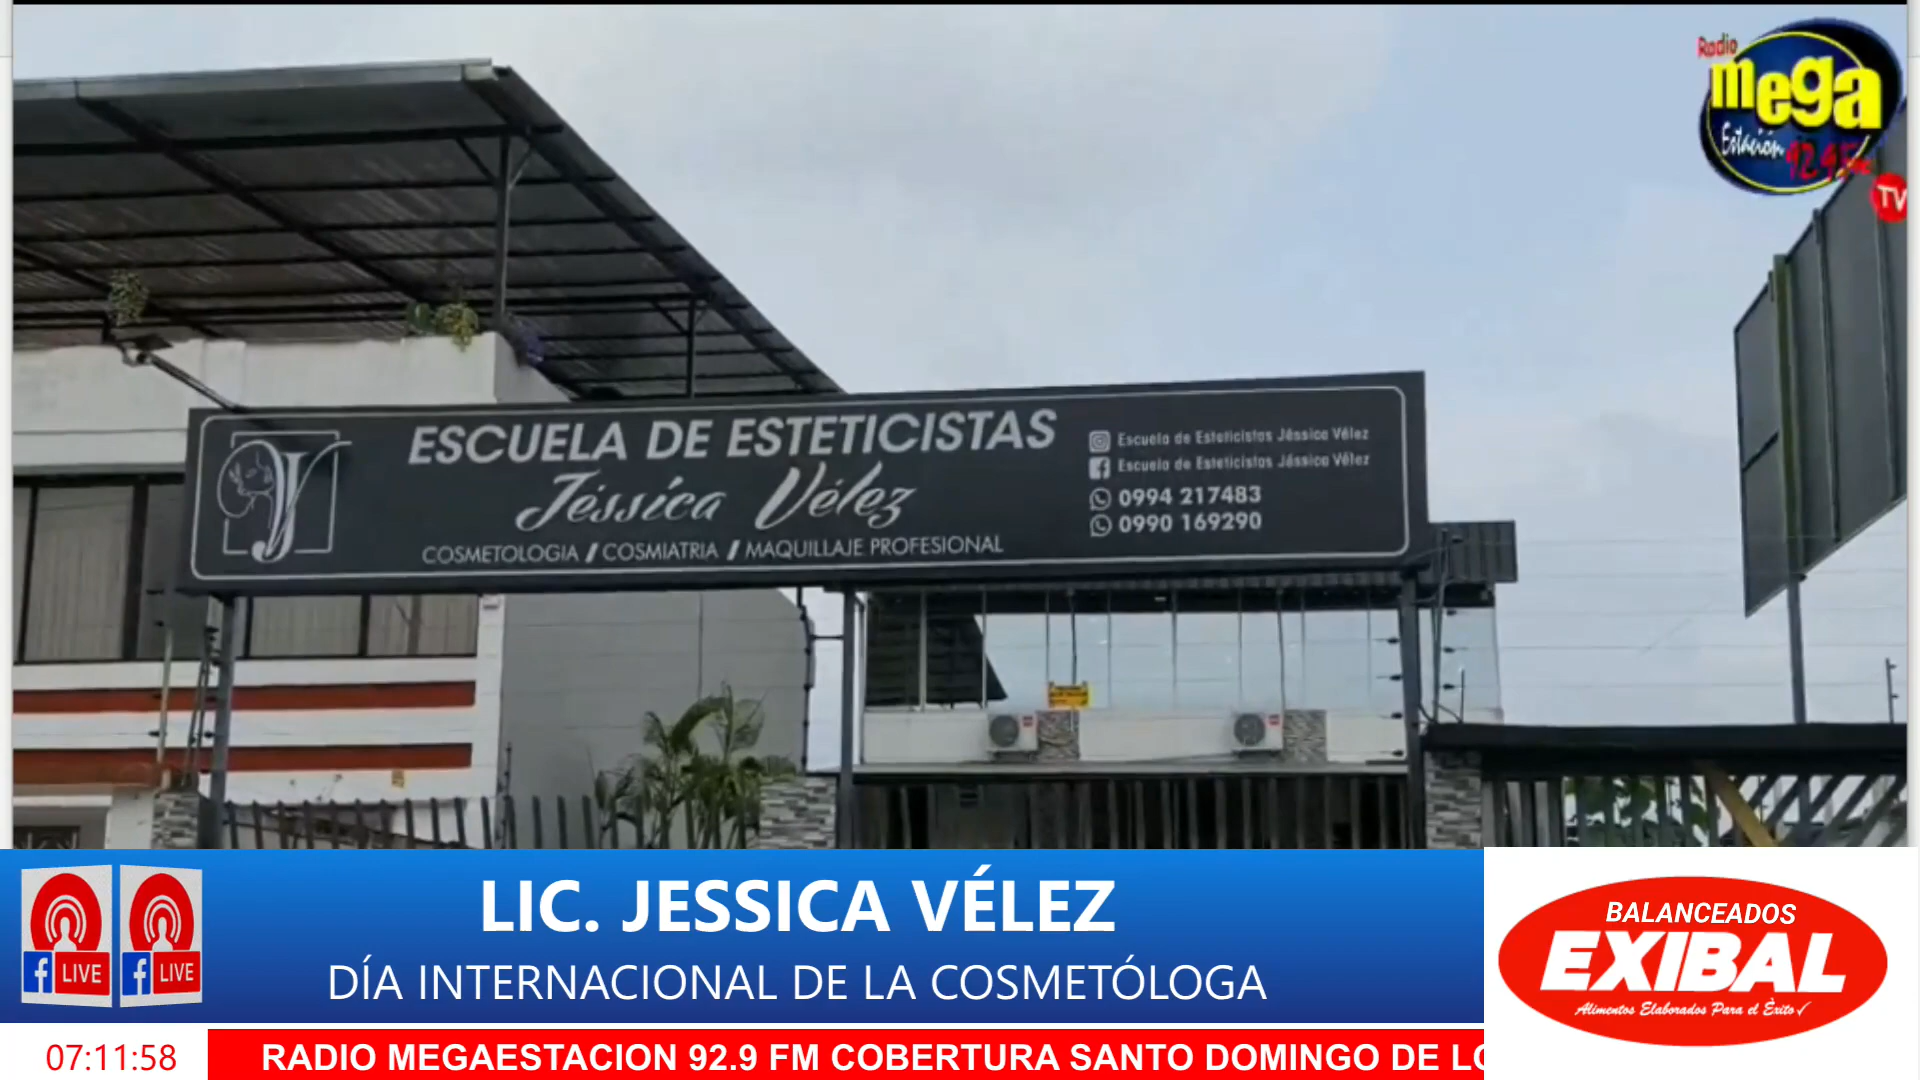 Radio
mega
Estación
TV
ESCUELA DE ESTETICISTAS
Jéssica Vélez
COSMETOLOGIA / COSMIATRIA / MAQUILLAJE PROFESIONAL
Escuela de Esteticistas Jéssica Vélez
Escuela de Esteticistas Jéssica Vélez
0994 217483
0990 169290
LIVE
LIVE
LIC. JESSICA VÉLEZ
DÍA INTERNACIONAL DE LA COSMETÓLOGA
BALANCEADOS
EXIBAL
Alimentos Elaborados Para el Èxito
07:11:58
RADIO MEGAESTACION 92.9 FM COBERTURA SANTO DOMINGO DE